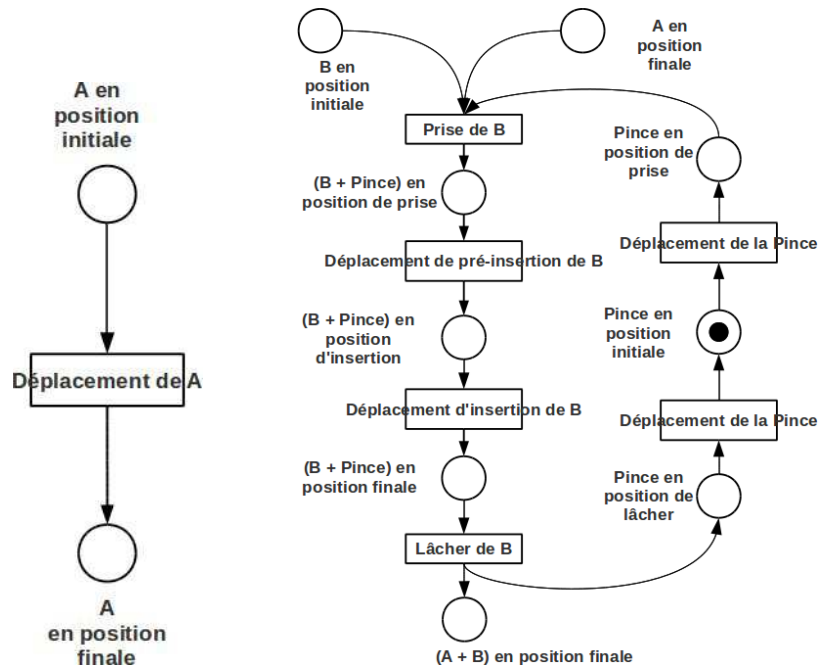 A en
position
initiale
Déplacement de A
A
en position
finale
B en
position
initiale
A en
position
finale
Prise de B
(B + Pince) en
position de prise
Déplacement de pré-insertion de B
(B + Pince) en
position
d'insertion
Déplacement d'insertion de B
(B + Pince) en
position finale
Lâcher de B
(A + B) en position finale
Pince en
position de
prise
Déplacement de la Pince
Pince en
position
initiale
Déplacement de la Pince
Pince en
position de
lâcher